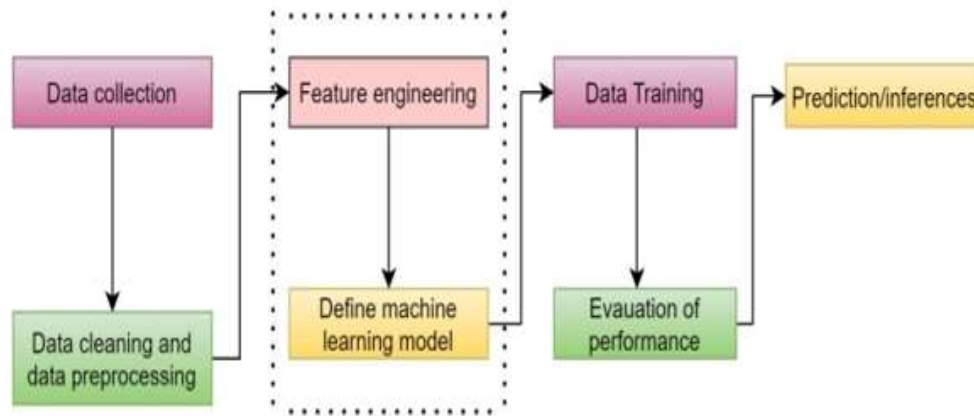 Data collection
Data cleaning and
data preprocessing
Feature engineering
Define machine
learning model
Data Training
Evauation of
performance
Prediction/inferences